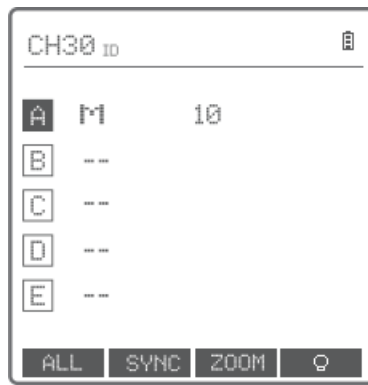 CH30 ID
A M 10
B --
C --
D --
E --
ALL SYNC ZOOM